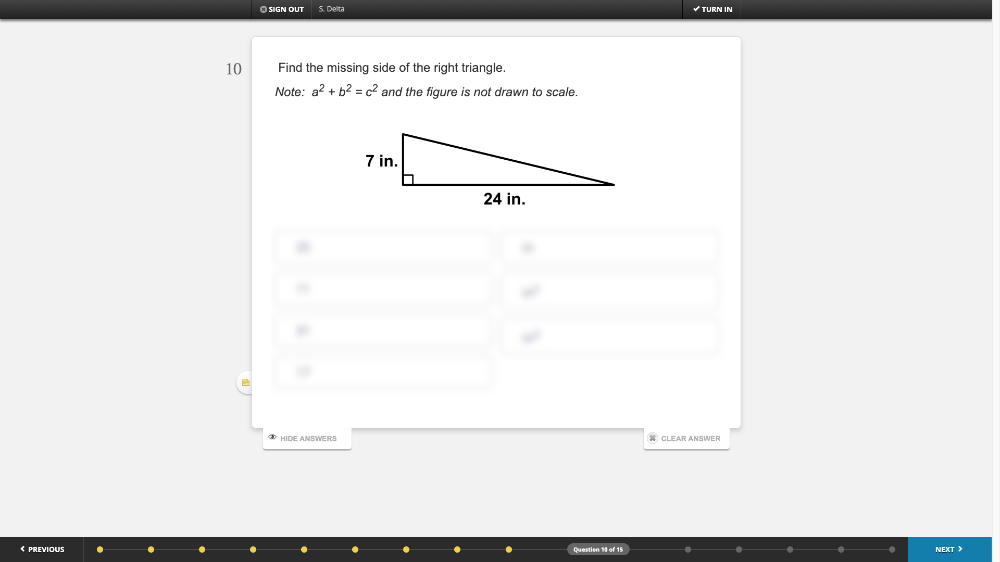 SIGN OUT
S. Delta
TURN IN
10
Find the missing side of the right triangle.
Note: a² + b² = c² and the figure is not drawn to scale.
7 in.
24 in.
HIDE ANSWERS
CLEAR ANSWER
PREVIOUS
Question 10 of 15
NEXT